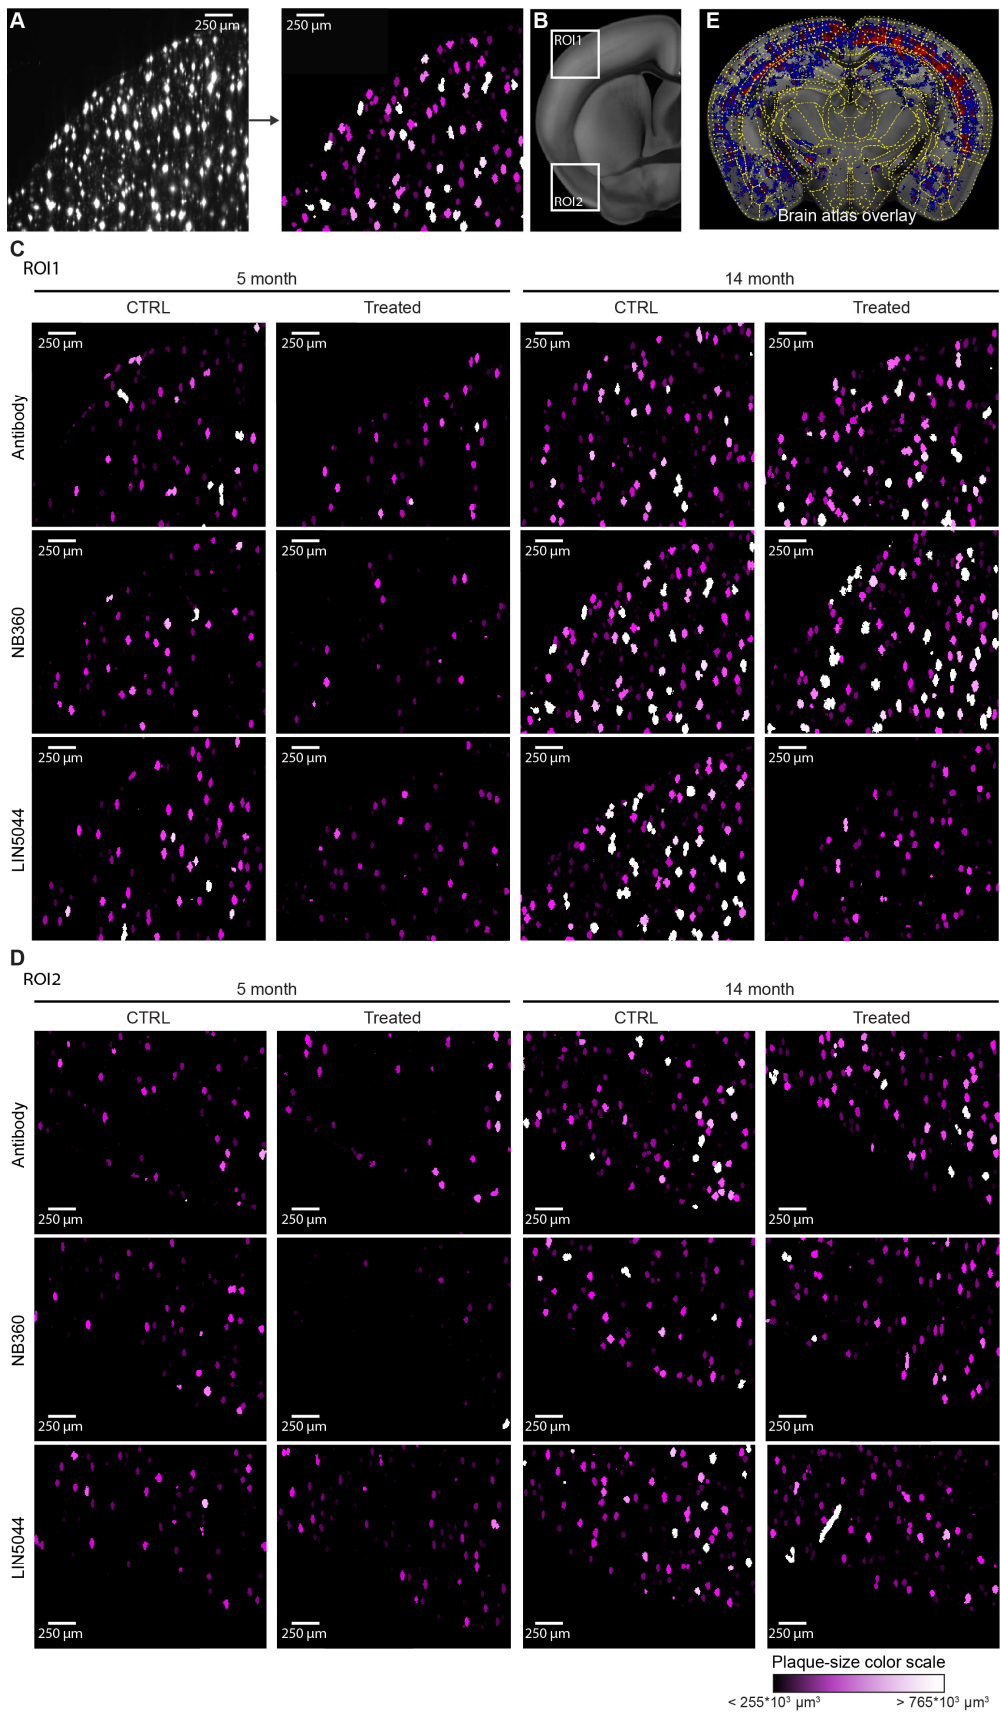 A
250 µm
250 µm
B
ROI1
ROI2
E
Brain atlas overlay
C
ROI1
5 month
14 month
CTRL
Treated
CTRL
Treated
Antibody
250 µm
250 µm
250 µm
250 µm
NB360
250 µm
250 µm
250 µm
250 µm
LIN5044
250 µm
250 µm
250 µm
250 µm
D
ROI2
5 month
14 month
CTRL
Treated
CTRL
Treated
Antibody
250 µm
250 µm
250 µm
250 µm
NB360
250 µm
250 µm
250 µm
250 µm
LIN5044
250 µm
250 µm
250 µm
250 µm
Plaque-size color scale
< 255*10³ µm³
> 765*10³ µm³